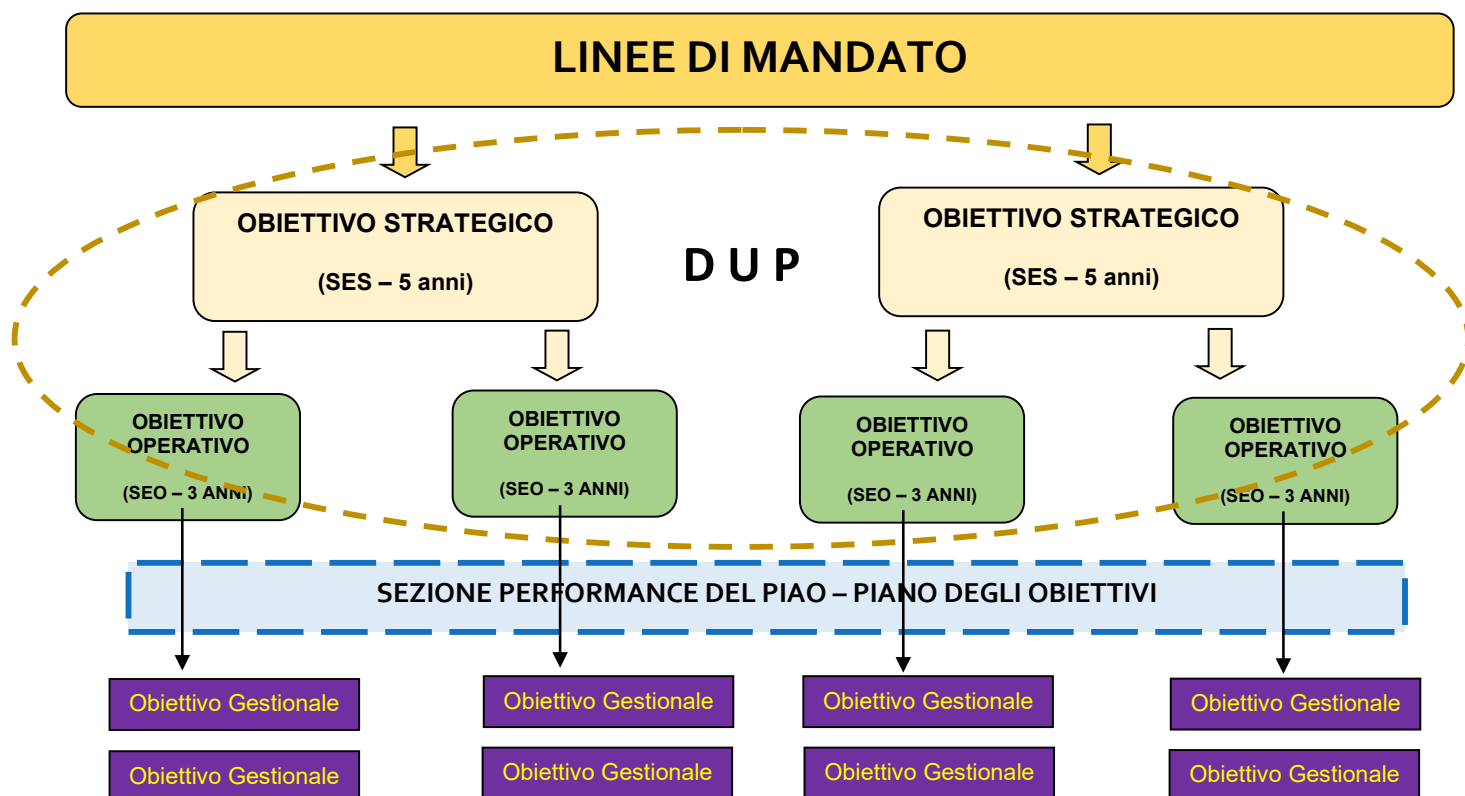 LINEE DI MANDATO
OBIETTIVO STRATEGICO
(SES – 5 anni)
D U P
OBIETTIVO STRATEGICO
(SES – 5 anni)
OBIETTIVO
OPERATIVO
(SEO – 3 ANNI)
OBIETTIVO
OPERATIVO
(SEO – 3 ANNI)
OBIETTIVO
OPERATIVO
(SEO – 3 ANNI)
OBIETTIVO
OPERATIVO
(SEO – 3 ANNI)
SEZIONE PERFORMANCE DEL PIAO – PIANO DEGLI OBIETTIVI
Obiettivo Gestionale
Obiettivo Gestionale
Obiettivo Gestionale
Obiettivo Gestionale
Obiettivo Gestionale
Obiettivo Gestionale
Obiettivo Gestionale
Obiettivo Gestionale